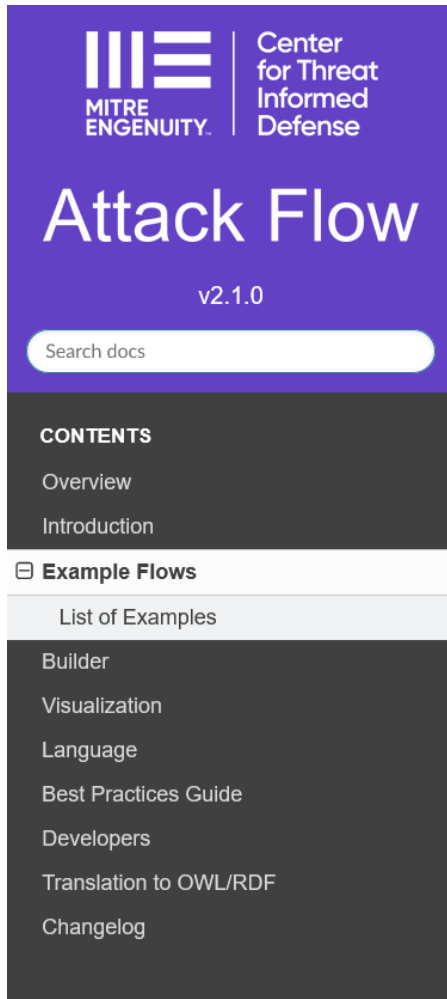 MITRE
ENGENUITY™
Center
for Threat
Informed
Defense
Attack Flow
v2.1.0
Search docs
CONTENTS
Overview
Introduction
Example Flows
List of Examples
Builder
Visualization
Language
Best Practices Guide
Developers
Translation to OWL/RDF
Changelog